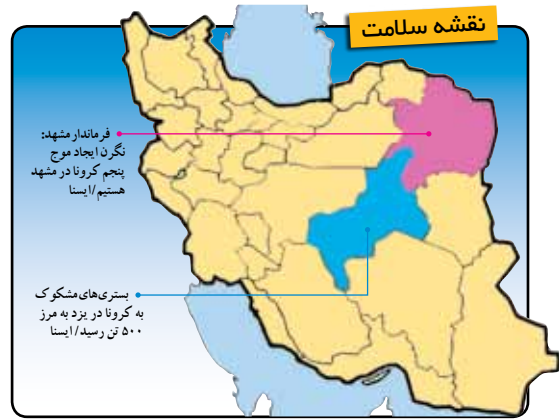 نقشه سلامت
فرماندار مشهد:
نگرن ایجاد موج
پنجم کرونا در مشهد
هستیم/ایسنا
بستری‌های مشکوک
به کرونا در یزد به مرز
۵۰۰ تن رسید/ایسنا